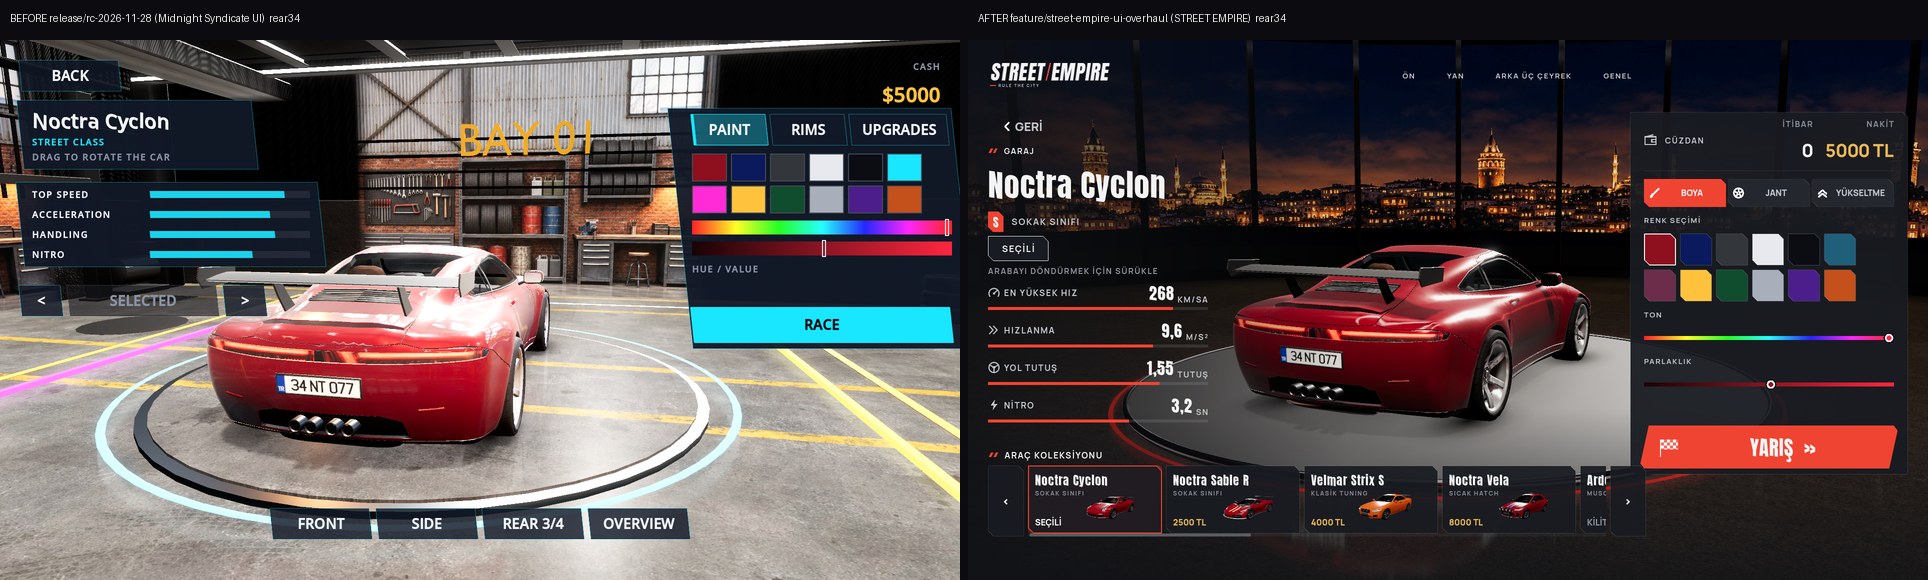 BEFORE release/rc-2026-11-28 (Midnight Syndicate UI) rear34
BACK
Noctra Cyclon
STREET CLASS
DRAG TO ROTATE THE CAR
TOP SPEED
ACCELERATION
HANDLING
NITRO
< SELECTED >
BAY 01
CASH
$5000
PAINT RIMS UPGRADES
HUE / VALUE
RACE
34 NT 077
FRONT SIDE REAR 3/4 OVERVIEW
AFTER feature/street-empire-ui-overhaul (STREET EMPIRE) rear34
STREET/EMPIRE
RULE THE CITY
ÖN YAN ARKA ÜÇ ÇEYREK GENEL
GERİ
GARAJ
Noctra Cyclon
S SOKAK SINIFI
SEÇİLİ
ARABAYI DÖNDÜRMEK İÇİN SÜRÜKLE
EN YÜKSEK HIZ 268 KM/SA
HIZLANMA 9,6 M/S²
YOL TUTUŞ 1,55 TUTUŞ
NİTRO 3,2 SN
34 NT 077
CÜZDAN
İTİBAR NAKİT
0 5000 TL
BOYA JANT YÜKSELTME
RENK SEÇİMİ
TON
PARLAKLIK
YARIŞ »
ARAÇ KOLEKSİYONU
Noctra Cyclon
SOKAK SINIFI
SEÇİLİ
Noctra Sable R
SOKAK SINIFI
2500 TL
Velmar Strix S
KLASİK TUNING
4000 TL
Noctra Vela
SICAK HATCH
8000 TL
Ard
MUSC
KİLİT